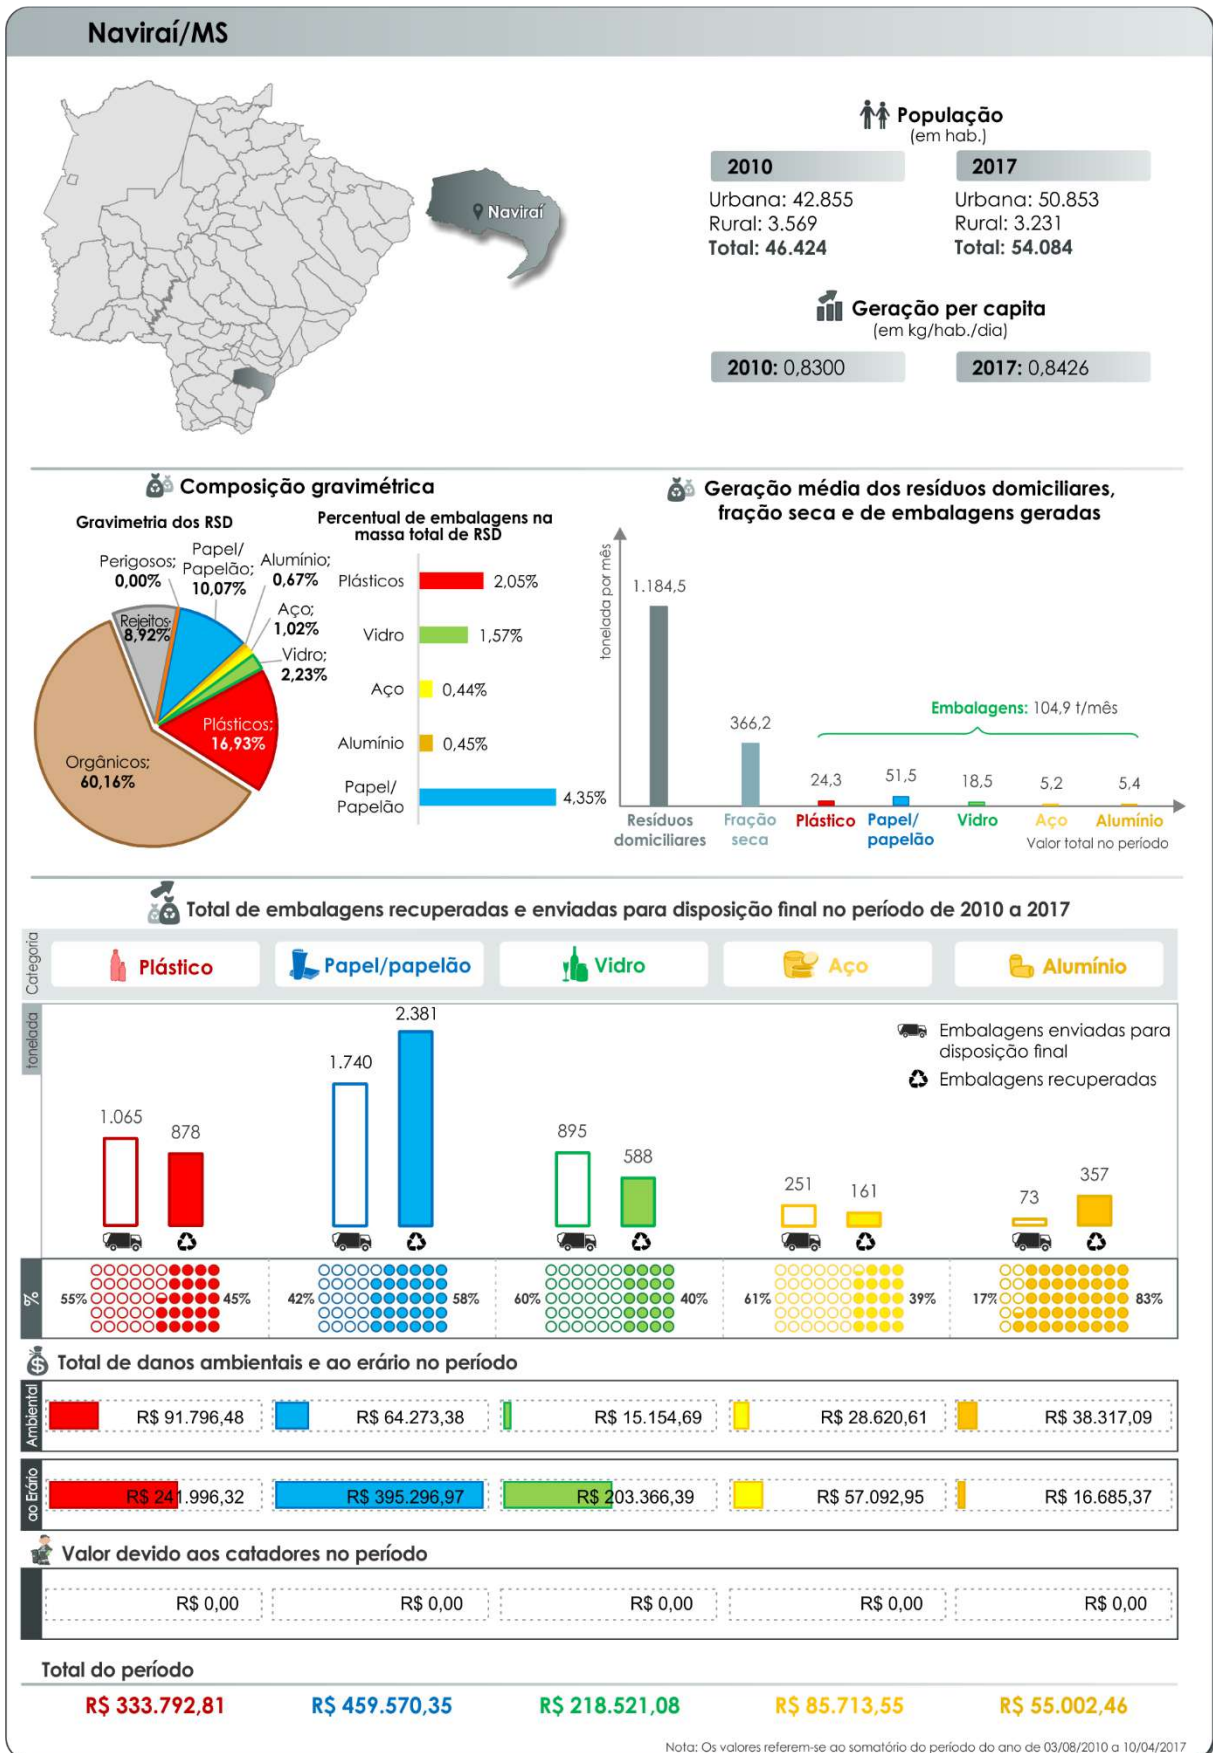 Naviraí/MS
Naviraí
População
(em hab.)
2010
2017
Urbana: 42.855
Rural: 3.569
Total: 46.424
Urbana: 50.853
Rural: 3.231
Total: 54.084
Geração per capita
(em kg/hab./dia)
2010: 0,8300
2017: 0,8426
Composição gravimétrica
Gravimetria dos RSD
Perigosos;
0,00%
Papel/
Papelão;
10,07%
Alumínio;
0,67%
Aço;
1,02%
Vidro;
2,23%
Rejeitos
8,92%
Plásticos;
16,93%
Orgânicos;
60,16%
Percentual de embalagens na
massa total de RSD
Plásticos
2,05%
Vidro
1,57%
Aço
0,44%
Alumínio
0,45%
Papel/
Papelão
4,35%
Geração média dos resíduos domiciliares,
fração seca e de embalagens geradas
tonelada por mês
1.184,5
366,2
Embalagens: 104,9 t/mês
24,3
51,5
18,5
5,2
5,4
Resíduos
domiciliares
Fração
seca
Plástico
Papel/
papelão
Vidro
Aço
Alumínio
Valor total no período
Total de embalagens recuperadas e enviadas para disposição final no período de 2010 a 2017
Categoria
Plástico
Papel/papelão
Vidro
Aço
Alumínio
tonelada
1.065
878
1.740
2.381
895
588
251
161
73
357
Embalagens enviadas para
disposição final
Embalagens recuperadas
%
55%
45%
42%
58%
60%
40%
61%
39%
17%
83%
Total de danos ambientais e ao erário no período
Ambiental
R$ 91.796,48
R$ 64.273,38
R$ 15.154,69
R$ 28.620,61
R$ 38.317,09
ao Erário
R$ 241.996,32
R$ 395.296,97
R$ 203.366,39
R$ 57.092,95
R$ 16.685,37
Valor devido aos catadores no período
R$ 0,00
R$ 0,00
R$ 0,00
R$ 0,00
R$ 0,00
Total do período
R$ 333.792,81
R$ 459.570,35
R$ 218.521,08
R$ 85.713,55
R$ 55.002,46
Nota: Os valores referem-se ao somatório do período do ano de 03/08/2010 a 10/04/2017